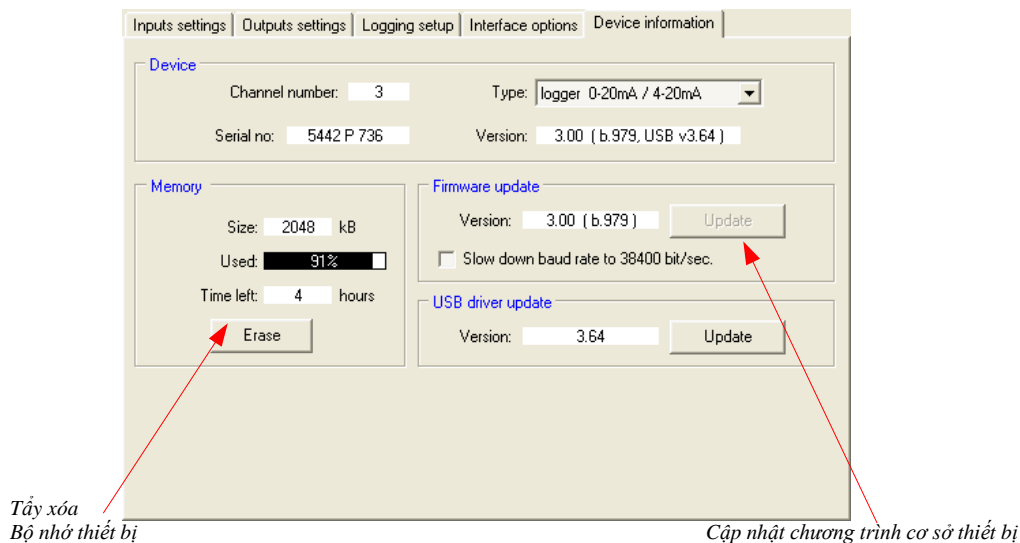 Inputs settings Outputs settings Logging setup Interface options Device information
Device
Channel number: 3 Type: logger 0-20mA / 4-20mA
Serial no: 5442 P 736 Version: 3.00 ( b.979, USB v3.64 )
Memory
Size: 2048 kB
Used: 91%
Time left: 4 hours
Erase
Firmware update
Version: 3.00 ( b.979 ) Update
Slow down baud rate to 38400 bit/sec.
USB driver update
Version: 3.64 Update
Tẩy xóa
Bộ nhớ thiết bị
Cập nhật chương trình cơ sở thiết bị